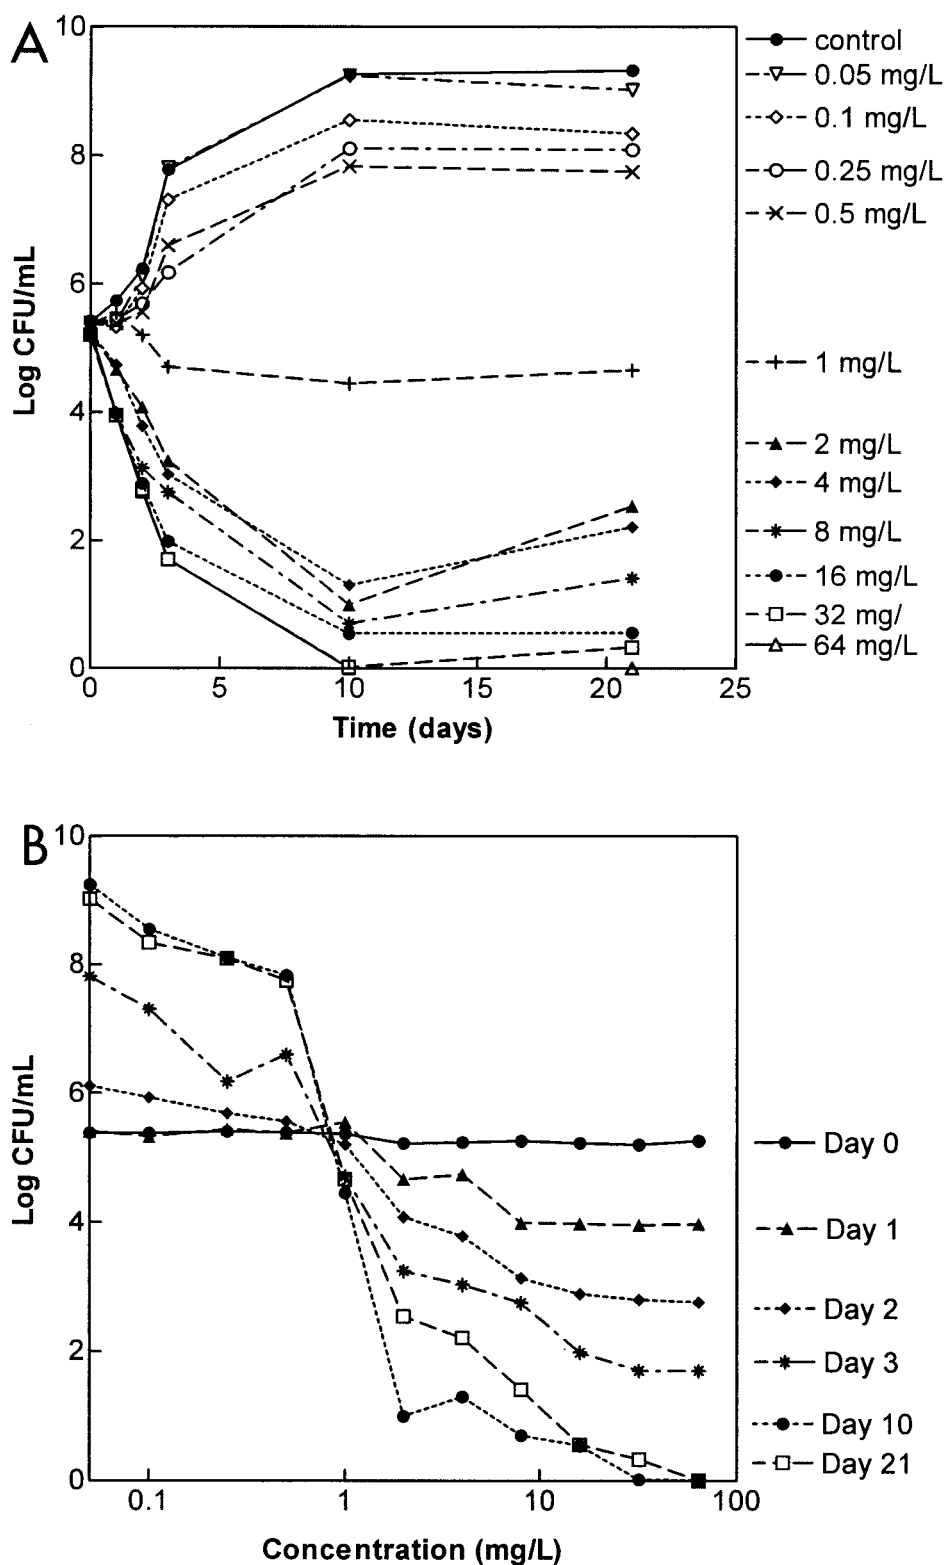 A
10
8
6
4
2
0
Log CFU/mL
0 5 10 15 20 25
Time (days)
control
0.05 mg/L
0.1 mg/L
0.25 mg/L
0.5 mg/L
1 mg/L
2 mg/L
4 mg/L
8 mg/L
16 mg/L
32 mg/
64 mg/L
B
10
8
6
4
2
0
Log CFU/mL
0.1 1 10 100
Concentration (mg/L)
Day 0
Day 1
Day 2
Day 3
Day 10
Day 21